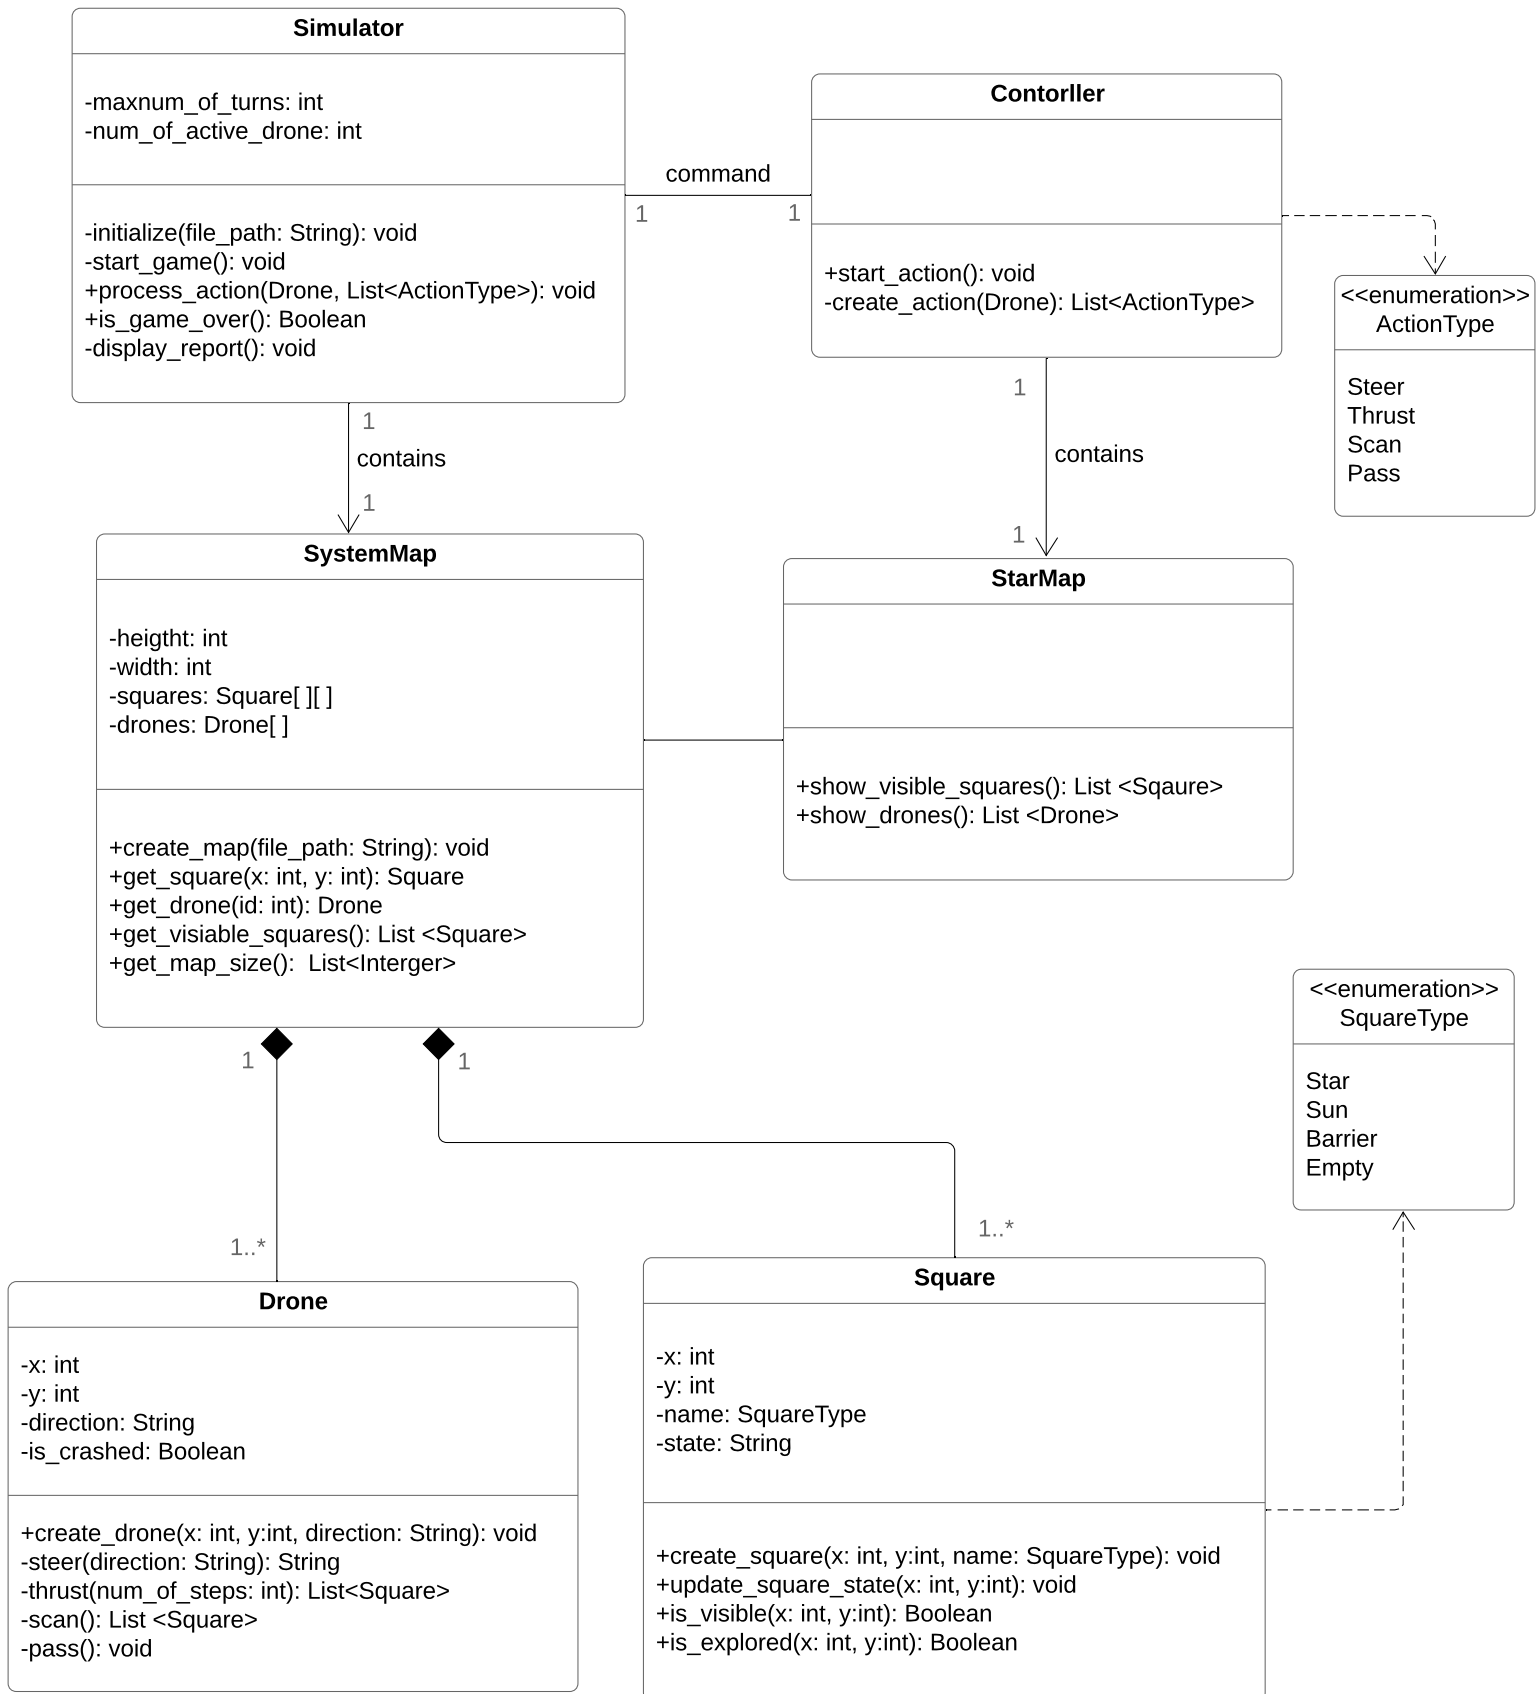 Simulator
-maxnum_of_turns: int
-num_of_active_drone: int
-initialize(file_path: String): void
-start_game(): void
+process_action(Drone, List<ActionType>): void
+is_game_over(): Boolean
-display_report(): void
command
1
1
Contorller
+start_action(): void
-create_action(Drone): List<ActionType>
<<enumeration>>
ActionType
Steer
Thrust
Scan
Pass
1
contains
1
1
contains
1
SystemMap
-heigtht: int
-width: int
-squares: Square[ ][ ]
-drones: Drone[ ]
+create_map(file_path: String): void
+get_square(x: int, y: int): Square
+get_drone(id: int): Drone
+get_visiable_squares(): List <Square>
+get_map_size():  List<Interger>
StarMap
+show_visible_squares(): List <Sqaure>
+show_drones(): List <Drone>
<<enumeration>>
SquareType
Star
Sun
Barrier
Empty
1
1
1..*
1..*
Drone
-x: int
-y: int
-direction: String
-is_crashed: Boolean
+create_drone(x: int, y:int, direction: String): void
-steer(direction: String): String
-thrust(num_of_steps: int): List<Square>
-scan(): List <Square>
-pass(): void
Square
-x: int
-y: int
-name: SquareType
-state: String
+create_square(x: int, y:int, name: SquareType): void
+update_square_state(x: int, y:int): void
+is_visible(x: int, y:int): Boolean
+is_explored(x: int, y:int): Boolean